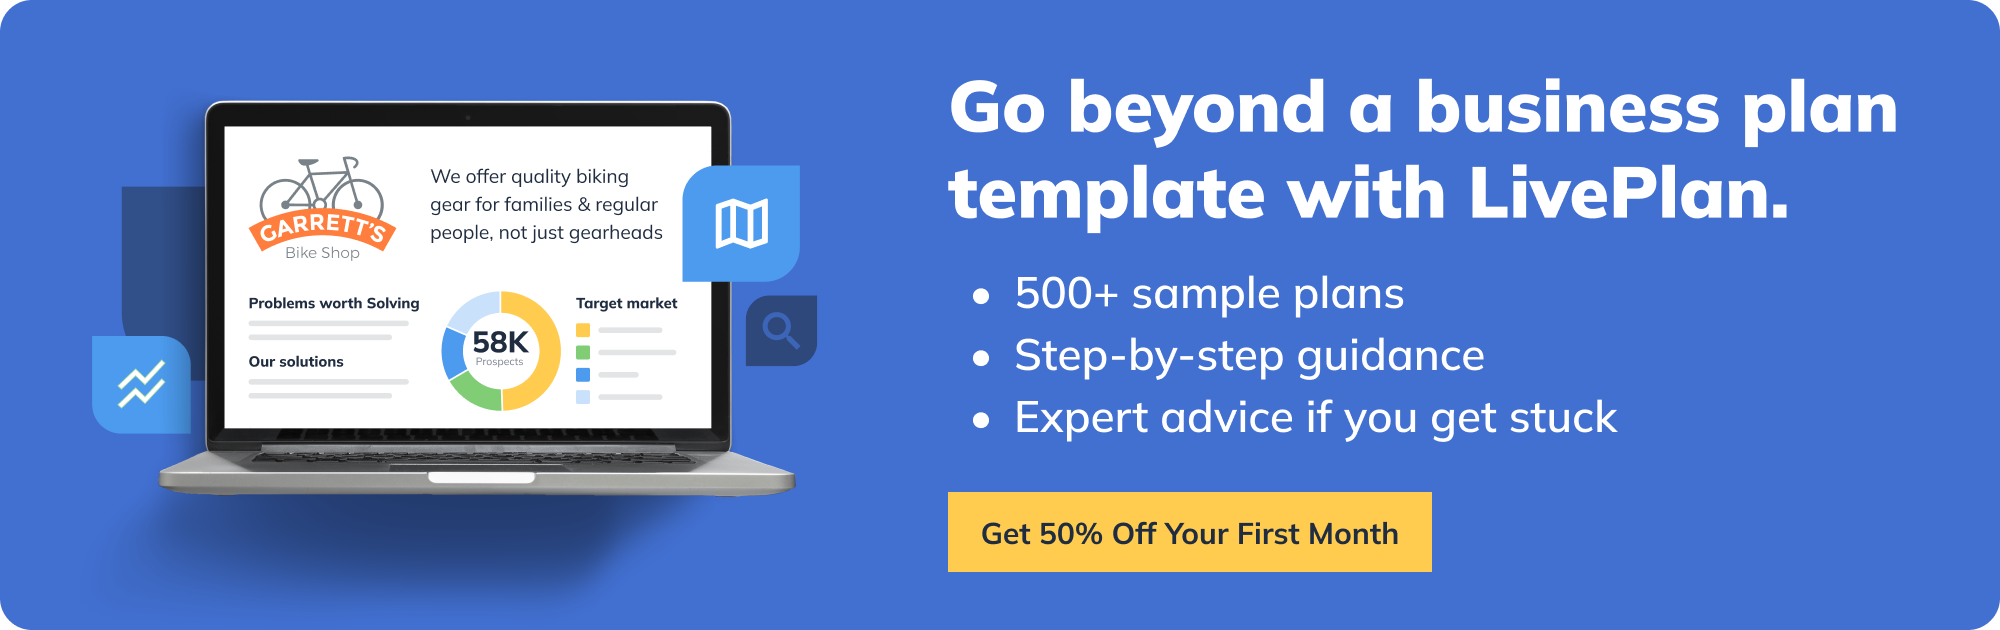 GARRETT'S
Bike Shop
We offer quality biking
gear for families & regular
people, not just gearheads
Problems worth Solving
Our solutions
58K
Prospects
Target market
Go beyond a business plan
template with LivePlan.
• 500+ sample plans
• Step-by-step guidance
• Expert advice if you get stuck
Get 50% Off Your First Month